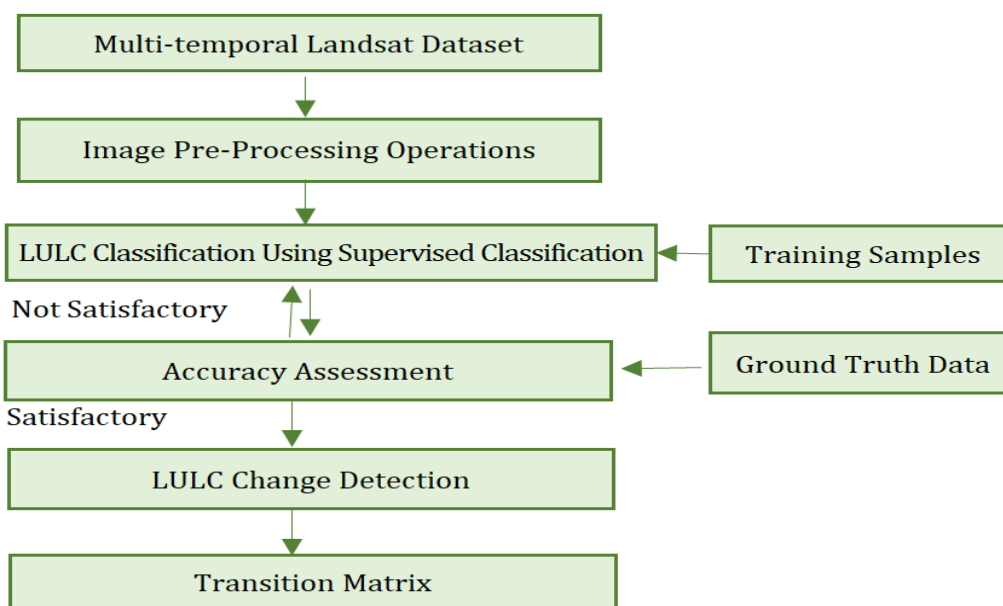 Multi-temporal Landsat Dataset
Image Pre-Processing Operations
LULC Classification Using Supervised Classification
Training Samples
Not Satisfactory
Accuracy Assessment
Ground Truth Data
Satisfactory
LULC Change Detection
Transition Matrix